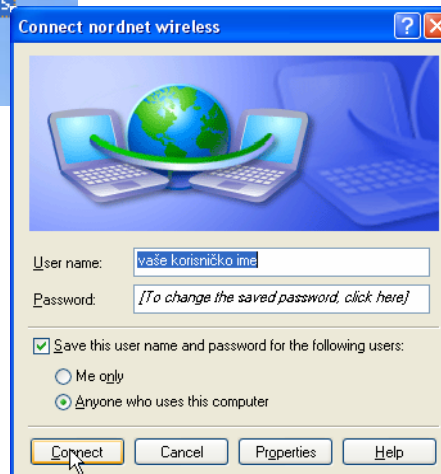 Connect nordnet wireless
User name: vaše korisničko ime
Password: [To change the saved password, click here]
Save this user name and password for the following users:
Me only
Anyone who uses this computer
Connect Cancel Properties Help